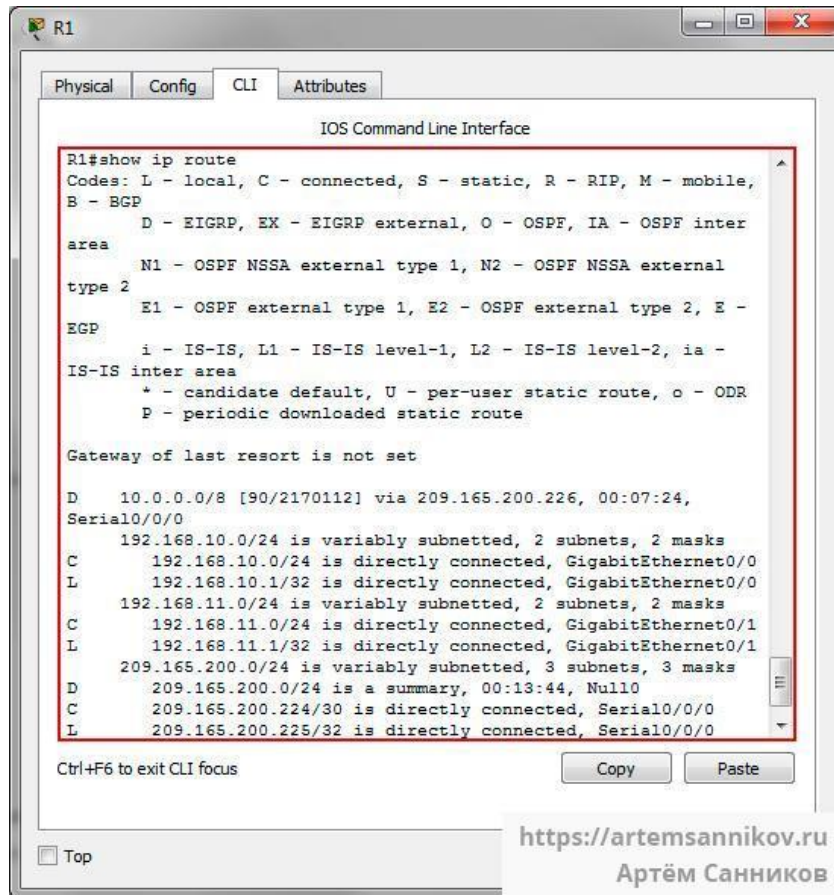 R1
Physical Config CLI Attributes
IOS Command Line Interface
R1#show ip route
Codes: L - local, C - connected, S - static, R - RIP, M - mobile,
B - BGP
D - EIGRP, EX - EIGRP external, O - OSPF, IA - OSPF inter
area
N1 - OSPF NSSA external type 1, N2 - OSPF NSSA external
type 2
E1 - OSPF external type 1, E2 - OSPF external type 2, E -
EGP
i - IS-IS, L1 - IS-IS level-1, L2 - IS-IS level-2, ia -
IS-IS inter area
* - candidate default, U - per-user static route, o - ODR
P - periodic downloaded static route
Gateway of last resort is not set
D 10.0.0.0/8 [90/2170112] via 209.165.200.226, 00:07:24,
Serial0/0/0
192.168.10.0/24 is variably subnetted, 2 subnets, 2 masks
C 192.168.10.0/24 is directly connected, GigabitEthernet0/0
L 192.168.10.1/32 is directly connected, GigabitEthernet0/0
192.168.11.0/24 is variably subnetted, 2 subnets, 2 masks
C 192.168.11.0/24 is directly connected, GigabitEthernet0/1
L 192.168.11.1/32 is directly connected, GigabitEthernet0/1
209.165.200.0/24 is variably subnetted, 3 subnets, 3 masks
D 209.165.200.0/24 is a summary, 00:13:44, Null0
C 209.165.200.224/30 is directly connected, Serial0/0/0
L 209.165.200.225/32 is directly connected, Serial0/0/0
Ctrl+F6 to exit CLI focus
Copy Paste
Top
https://artemsannikov.ru
Артём Санников